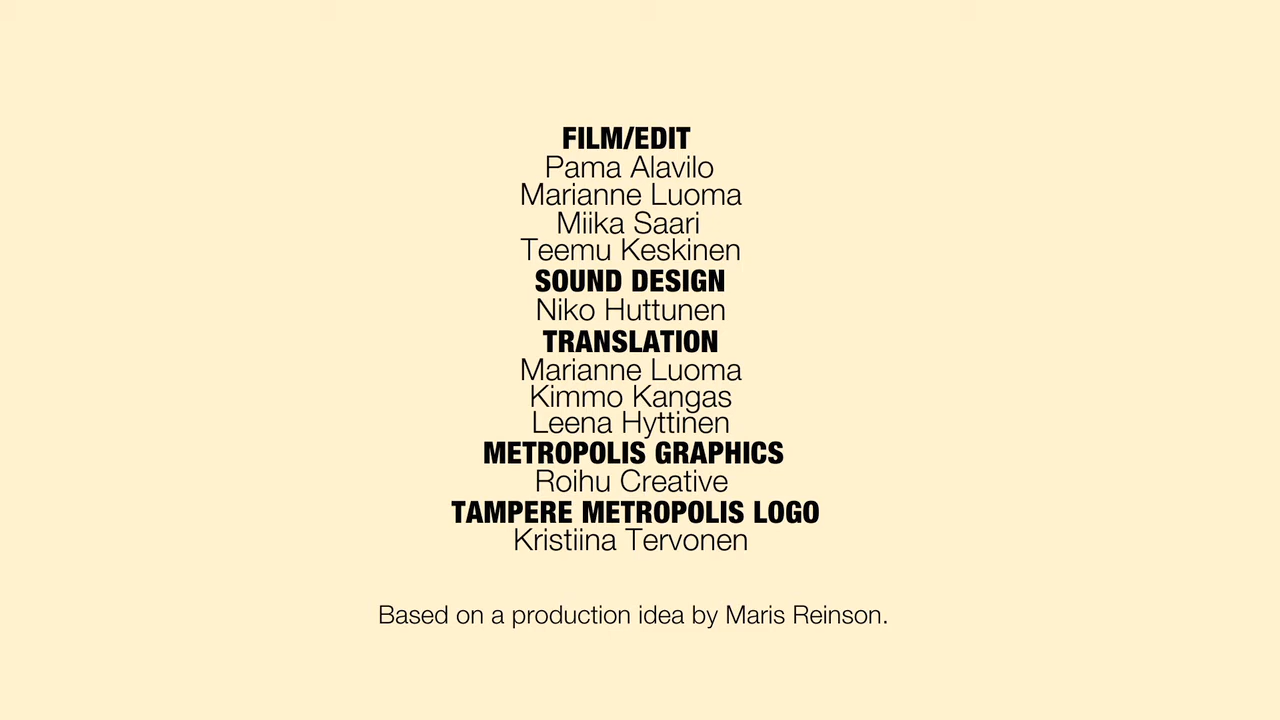 FILM/EDIT
Pama Alavilo
Marianne Luoma
Miika Saari
Teemu Keskinen
SOUND DESIGN
Niko Huttunen
TRANSLATION
Marianne Luoma
Kimmo Kangas
Leena Hyttinen
METROPOLIS GRAPHICS
Roihu Creative
TAMPERE METROPOLIS LOGO
Kristiina Tervonen
Based on a production idea by Maris Reinson.